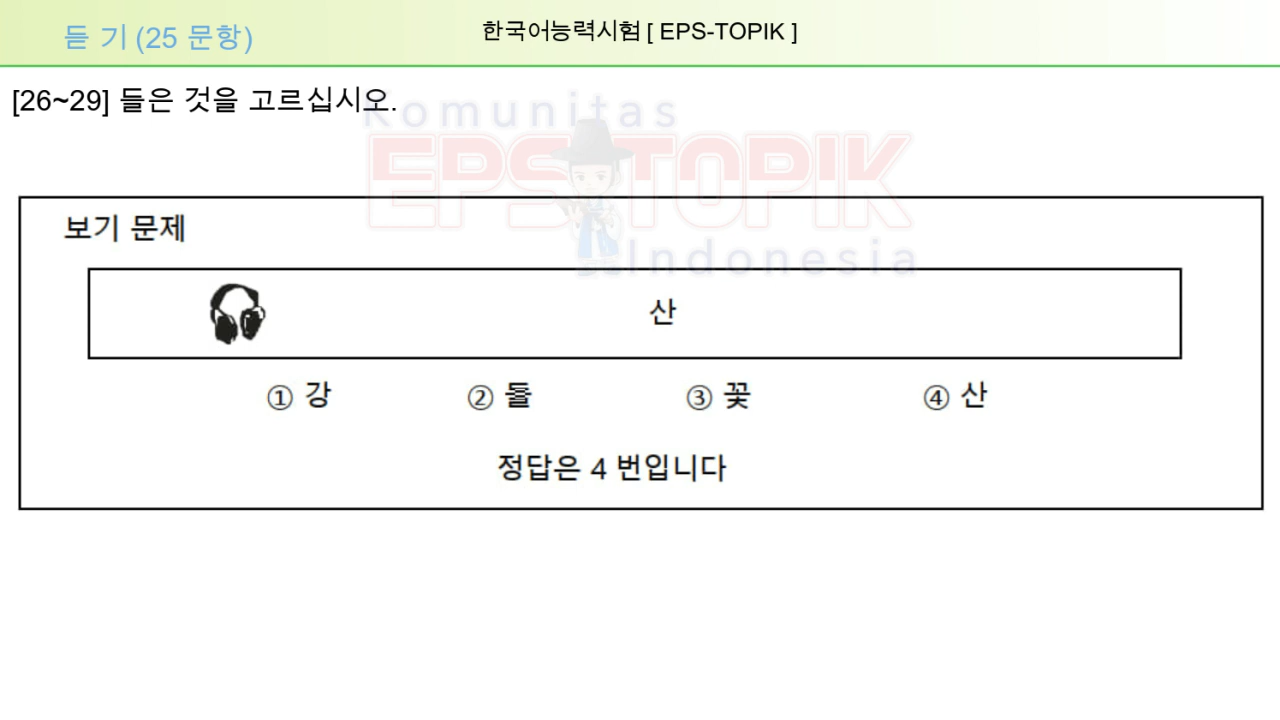 듣 기 (25 문항)
한국어능력시험 [ EPS-TOPIK ]
[26~29] 들은 것을 고르십시오.
Komunitas
EPS TOPIK
Indonesia
보기 문제
산
① 강 ② 돌 ③ 꽃 ④ 산
정답은 4 번입니다